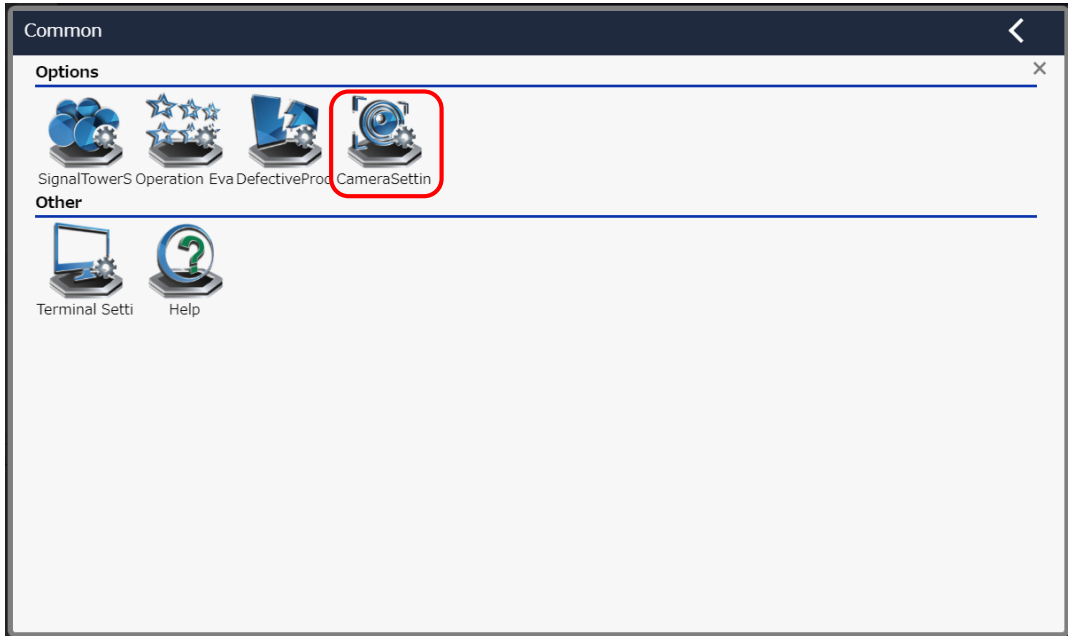 Common
Options
SignalTowerS Operation Eva DefectiveProd CameraSettin
Other
Terminal Setti Help